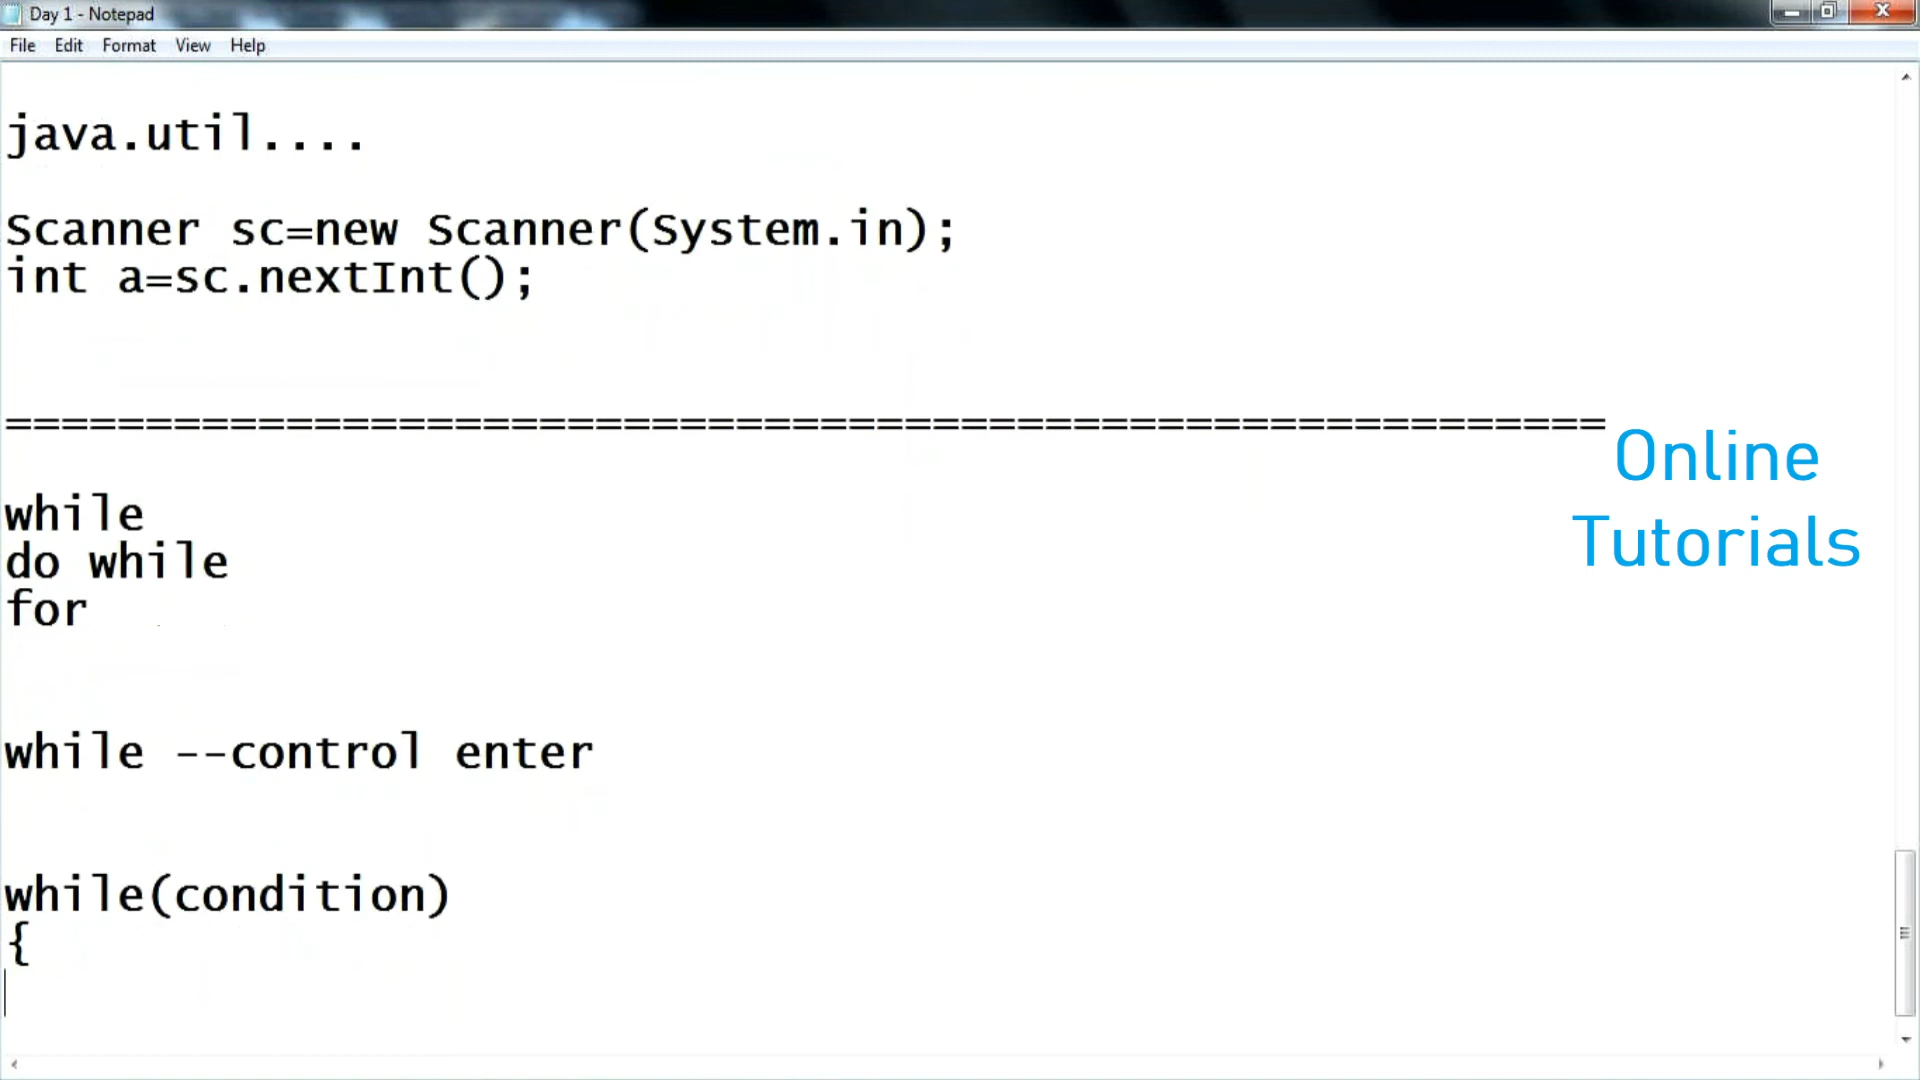 Day 1 - Notepad
File Edit Format View Help
java.util....
Scanner sc=new Scanner(System.in);
int a=sc.nextInt();
=========================================================
Online
Tutorials
while
do while
for
while --control enter
while(condition)
{